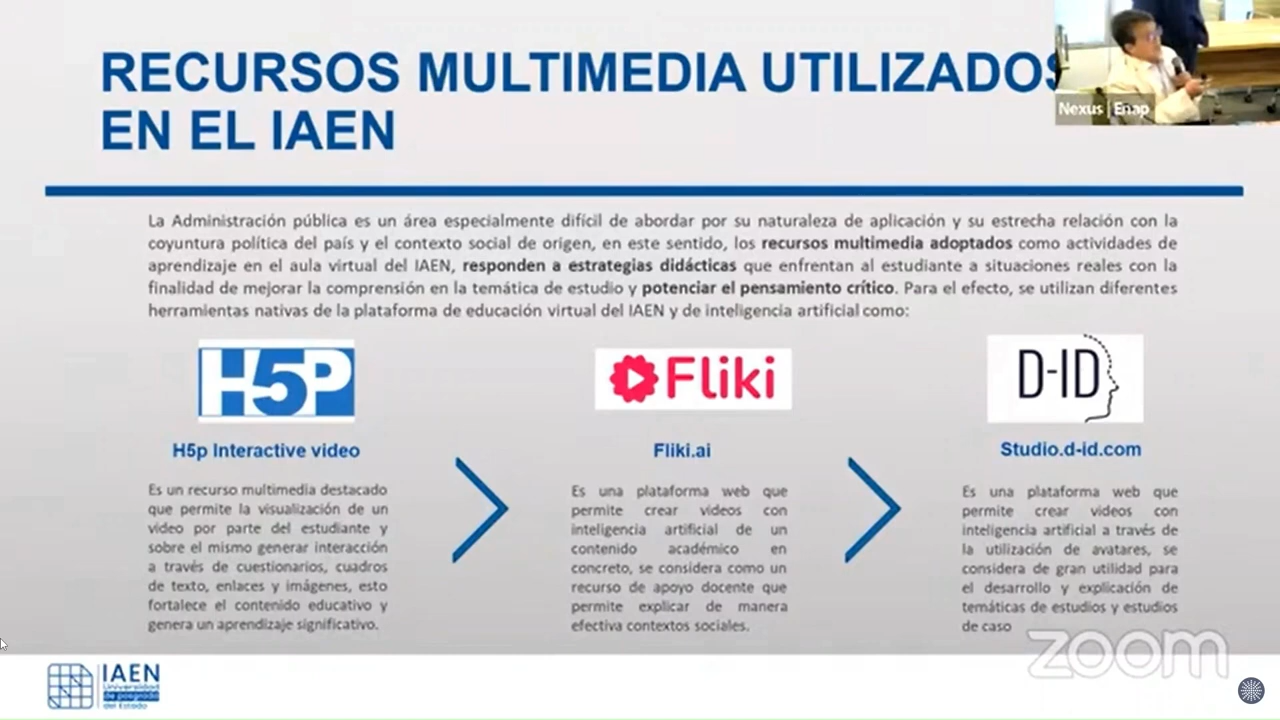 RECURSOS MULTIMEDIA UTILIZADOS
EN EL IAEN
Nexus | Enap
La Administración pública es un área especialmente difícil de abordar por su naturaleza de aplicación y su estrecha relación con la
coyuntura política del país y el contexto social de origen, en este sentido, los recursos multimedia adoptados como actividades de
aprendizaje en el aula virtual del IAEN, responden a estrategias didácticas que enfrentan al estudiante a situaciones reales con la
finalidad de mejorar la comprensión en la temática de estudio y potenciar el pensamiento crítico. Para el efecto, se utilizan diferentes
herramientas nativas de la plataforma de educación virtual del IAEN y de inteligencia artificial como:
H5P
H5p Interactive video
Es un recurso multimedia destacado
que permite la visualización de un
video por parte del estudiante y
sobre el mismo generar interacción
a través de cuestionarios, cuadros
de texto, enlaces y imágenes, esto
fortalece el contenido educativo y
genera un aprendizaje significativo.
Fliki
Fliki.ai
Es una plataforma web que
permite crear videos con
inteligencia artificial de un
contenido académico en
concreto, se considera como un
recurso de apoyo docente que
permite explicar de manera
efectiva contextos sociales.
D-ID
Studio.d-id.com
Es una plataforma web que
permite crear videos con
inteligencia artificial a través de
la utilización de avatares, se
considera de gran utilidad para
el desarrollo y explicación de
temáticas de estudios y estudios
de caso
zoom
IAEN
Universidad
de posgrado
del Estado